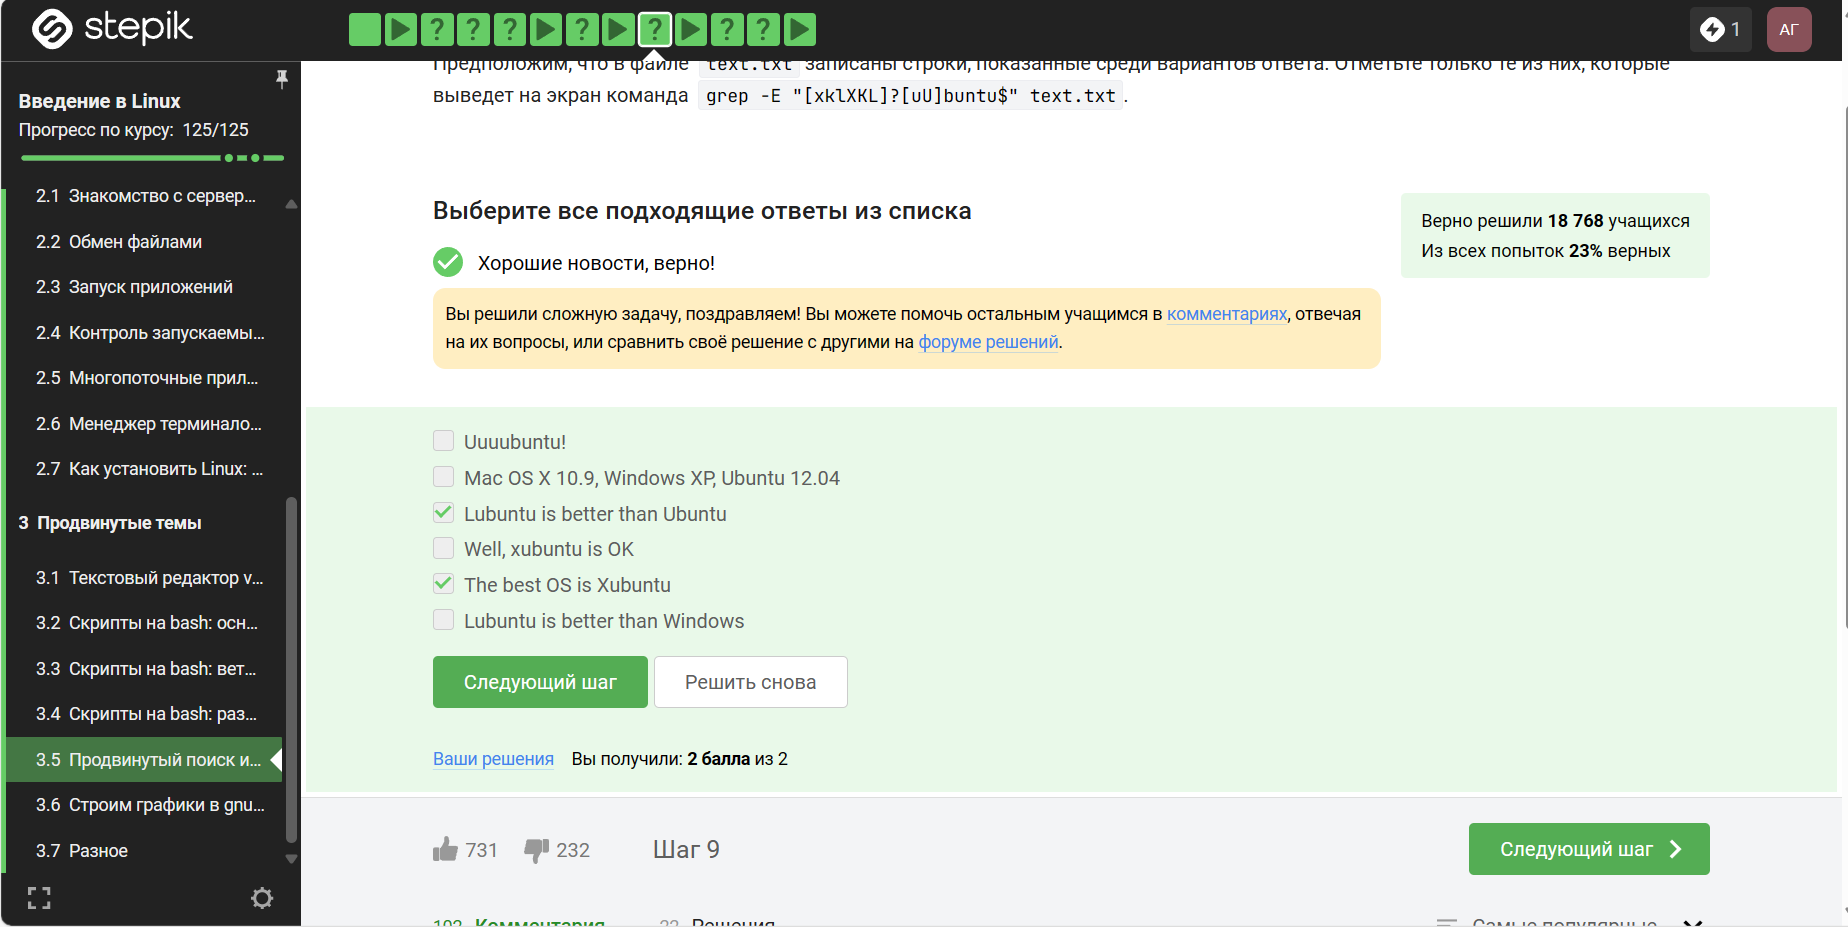 stepik
1
АГ
Введение в Linux
Прогресс по курсу: 125/125
2.1 Знакомство с сервер...
2.2 Обмен файлами
2.3 Запуск приложений
2.4 Контроль запускаемы...
2.5 Многопоточные прил...
2.6 Менеджер терминало...
2.7 Как установить Linux: ...
3 Продвинутые темы
3.1 Текстовый редактор v...
3.2 Скрипты на bash: осн...
3.3 Скрипты на bash: вет...
3.4 Скрипты на bash: раз...
3.5 Продвинутый поиск и...
3.6 Строим графики в gnu...
3.7 Разное
Предположим, что в файле text.txt записаны строки, показанные среди вариантов ответа. Отметьте только те из них, которые
выведет на экран команда grep -E "[xklXKL]?[uU]buntu$" text.txt.
Выберите все подходящие ответы из списка
Хорошие новости, верно!
Верно решили 18 768 учащихся
Из всех попыток 23% верных
Вы решили сложную задачу, поздравляем! Вы можете помочь остальным учащимся в комментариях, отвечая
на их вопросы, или сравнить своё решение с другими на форуме решений.
Uuuubuntu!
Mac OS X 10.9, Windows XP, Ubuntu 12.04
Lubuntu is better than Ubuntu
Well, xubuntu is OK
The best OS is Xubuntu
Lubuntu is better than Windows
Следующий шаг
Решить снова
Ваши решения Вы получили: 2 балла из 2
731
232
Шаг 9
Следующий шаг
Комментария
Решения
Самые популярные